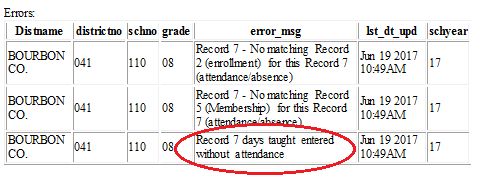 Errors:
Distname districtno schno grade error_msg lst_dt_upd schyear
BOURBON CO. 041 110 08 Record 7 - No matching Record 2 (enrollment) for this Record 7 (attendance/absence) Jun 19 2017 10:49AM 17
BOURBON CO. 041 110 08 Record 7 - No matching Record 5 (Membership) for this Record 7 (attendance/absence) Jun 19 2017 10:49AM 17
BOURBON CO. 041 110 08 Record 7 days taught entered without attendance Jun 19 2017 10:49AM 17